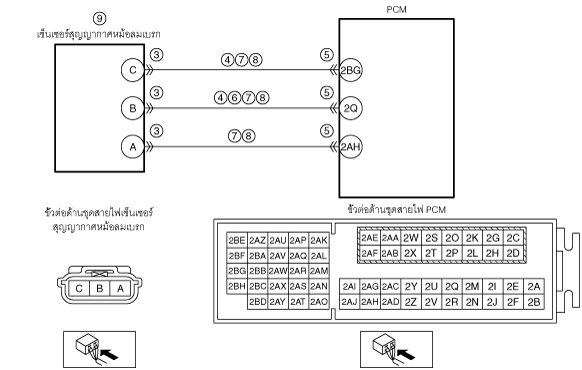 PCM
⑨
เซ็นเซอร์สุญญากาศหม้อลมเบรก
C ③ ④⑦⑧ ⑤ 2BG
B ③ ④⑥⑦⑧ ⑤ 2Q
A ③ ⑦⑧ ⑤ 2AH
ขั้วต่อด้านชุดสายไฟเซ็นเซอร์
สุญญากาศหม้อลมเบรก
C B A
ขั้วต่อด้านชุดสายไฟ PCM
2BE 2AZ 2AU 2AP 2AK 2AE 2AA 2W 2S 2O 2K 2G 2C
2BF 2BA 2AV 2AQ 2AL 2AF 2AB 2X 2T 2P 2L 2H 2D
2BG 2BB 2AW 2AR 2AM
2BH 2BC 2AX 2AS 2AN 2AI 2AG 2AC 2Y 2U 2Q 2M 2I 2E 2A
2BD 2AY 2AT 2AO 2AJ 2AH 2AD 2Z 2V 2R 2N 2J 2F 2B